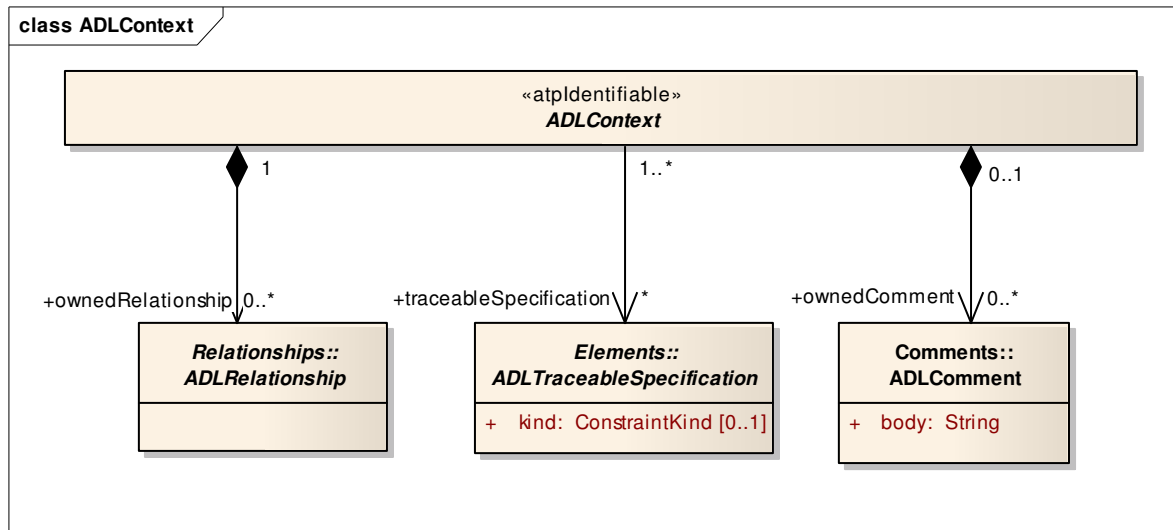 class ADLContext
«atpIdentifiable»
ADLContext
1
1..*
0..1
+ownedRelationship 0..*
+traceableSpecification *
+ownedComment 0..*
Relationships::
ADLRelationship
Elements::
ADLTraceableSpecification
+ kind: ConstraintKind [0..1]
Comments::
ADLComment
+ body: String